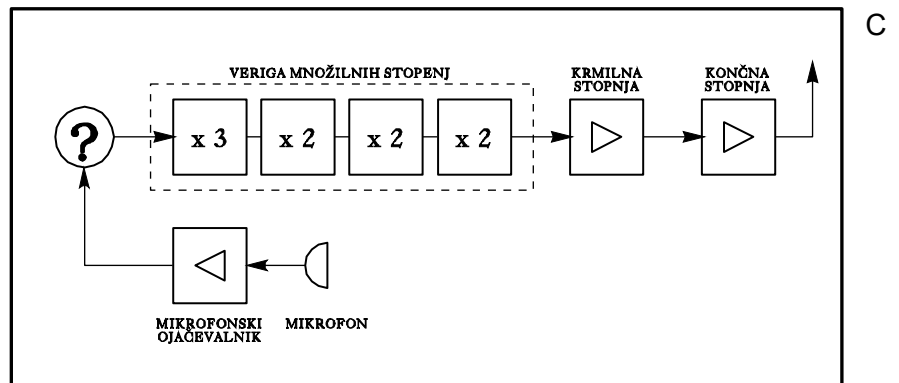 C
VERIGA MNOŽILNIH STOPENJ
KRMILNA
STOPNJA
KONČNA
STOPNJA
?
x 3
x 2
x 2
x 2
MIKROFONSKI
OJAČEVALNIK
MIKROFON